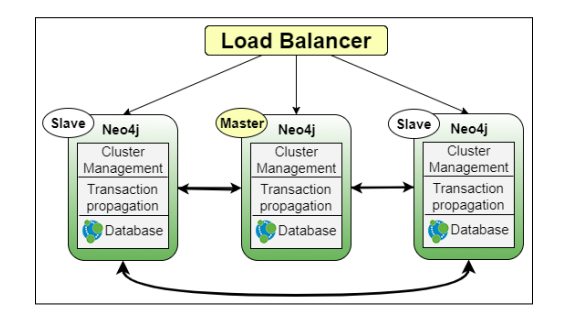 Load Balancer
Slave
Neo4j
Cluster
Management
Transaction
propagation
Database
Master
Neo4j
Cluster
Management
Transaction
propagation
Database
Slave
Neo4j
Cluster
Management
Transaction
propagation
Database